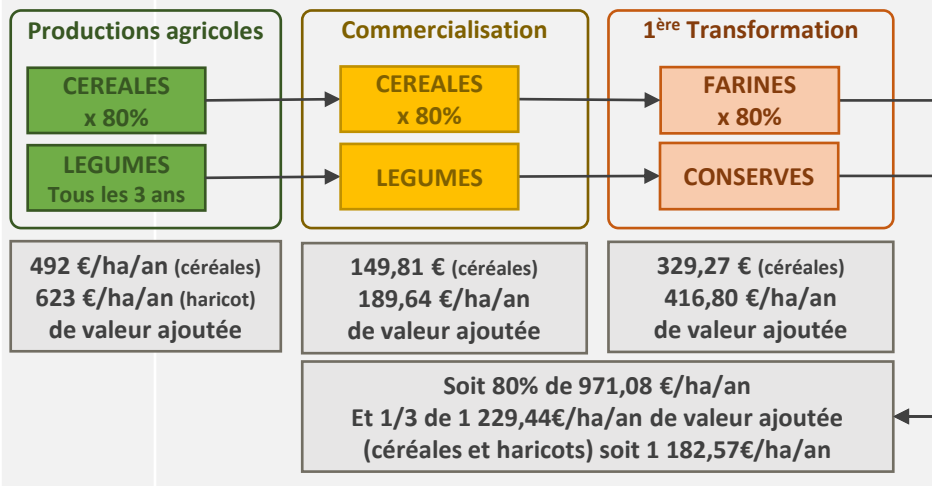 Productions agricoles
CEREALES
x 80%
LEGUMES
Tous les 3 ans
492 €/ha/an (céréales)
623 €/ha/an (haricot)
de valeur ajoutée
Commercialisation
CEREALES
x 80%
LEGUMES
149,81 € (céréales)
189,64 €/ha/an
de valeur ajoutée
1ère Transformation
FARINES
x 80%
CONSERVES
329,27 € (céréales)
416,80 €/ha/an
de valeur ajoutée
Soit 80% de 971,08 €/ha/an
Et 1/3 de 1 229,44€/ha/an de valeur ajoutée
(céréales et haricots) soit 1 182,57€/ha/an